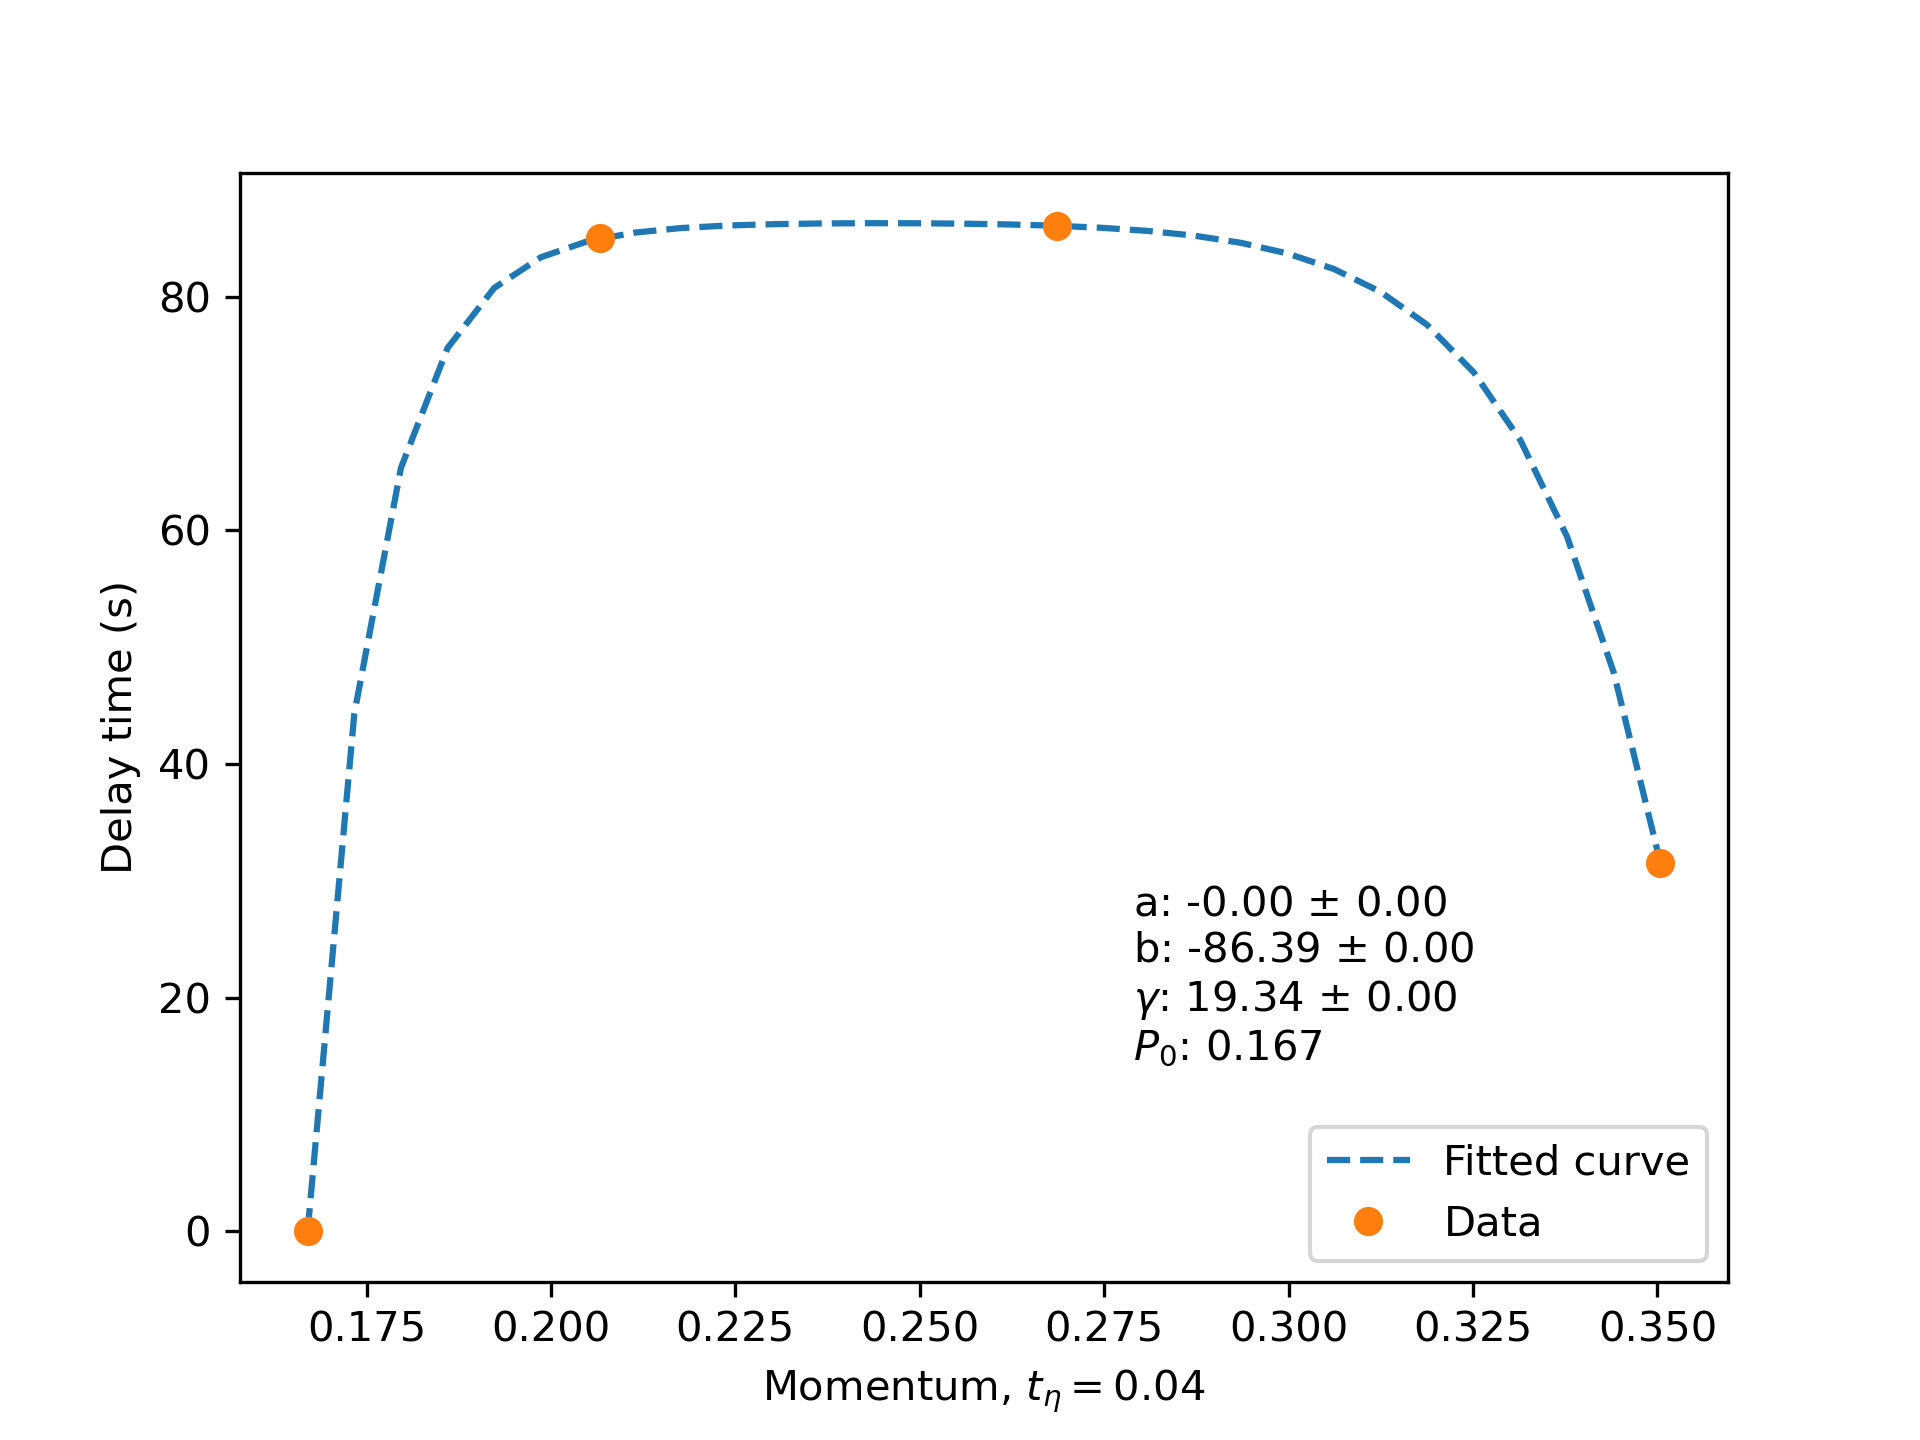 80
60
40
20
0
Delay time (s)
a: -0.00 ± 0.00
b: -86.39 ± 0.00
γ: 19.34 ± 0.00
P₀: 0.167
Fitted curve
Data
0.175 0.200 0.225 0.250 0.275 0.300 0.325 0.350
Momentum, tη = 0.04